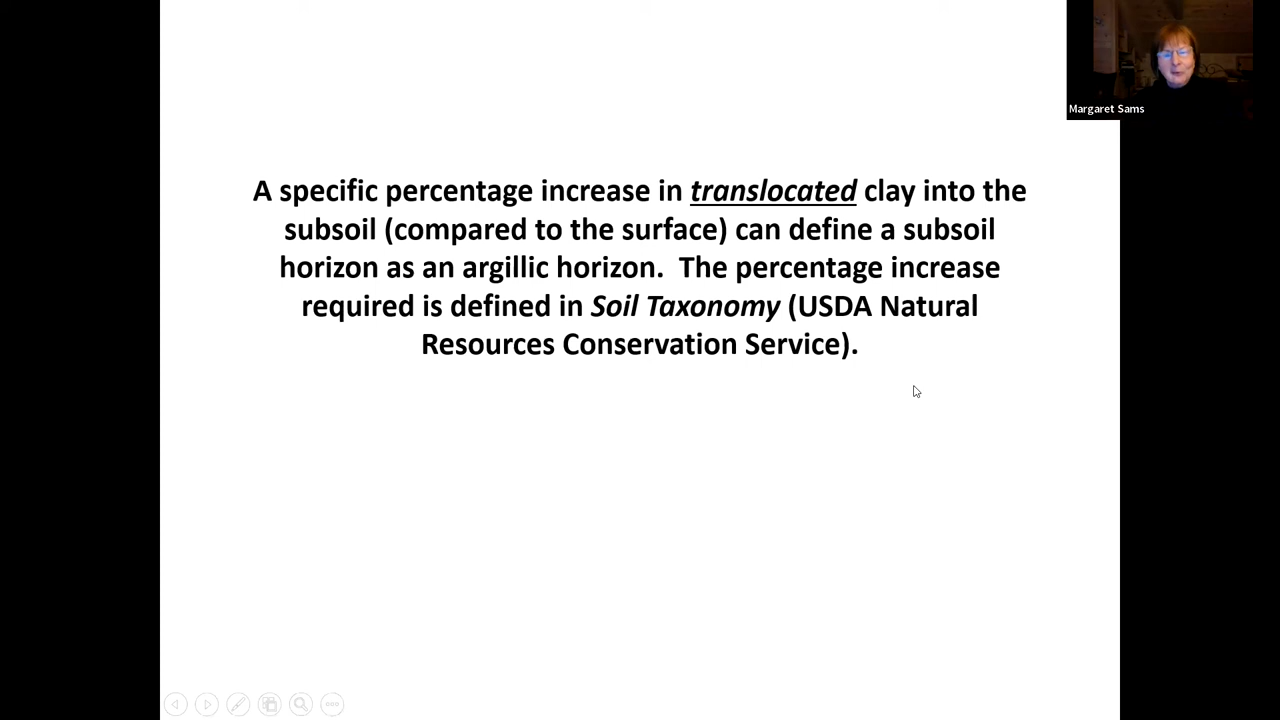 Margaret Sams
A specific percentage increase in translocated clay into the
subsoil (compared to the surface) can define a subsoil
horizon as an argillic horizon.  The percentage increase
required is defined in Soil Taxonomy (USDA Natural
Resources Conservation Service).